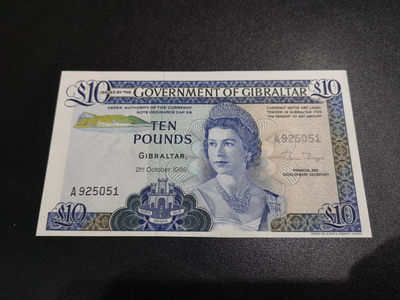 £10 ISSUED BY THE GOVERNMENT OF GIBRALTAR £10
UNDER AUTHORITY OF THE CURRENCY
NOTE ORDINANCE CAP 39
CURRENCY NOTES ARE LEGAL
TENDER IN GIBRALTAR FOR
THE PAYMENT OF ANY AMOUNT
TEN
POUNDS
GIBRALTAR,
21st October 1986
A 925051
A 925051
FINANCIAL AND
DEVELOPMENT SECRETARY
£10
£10